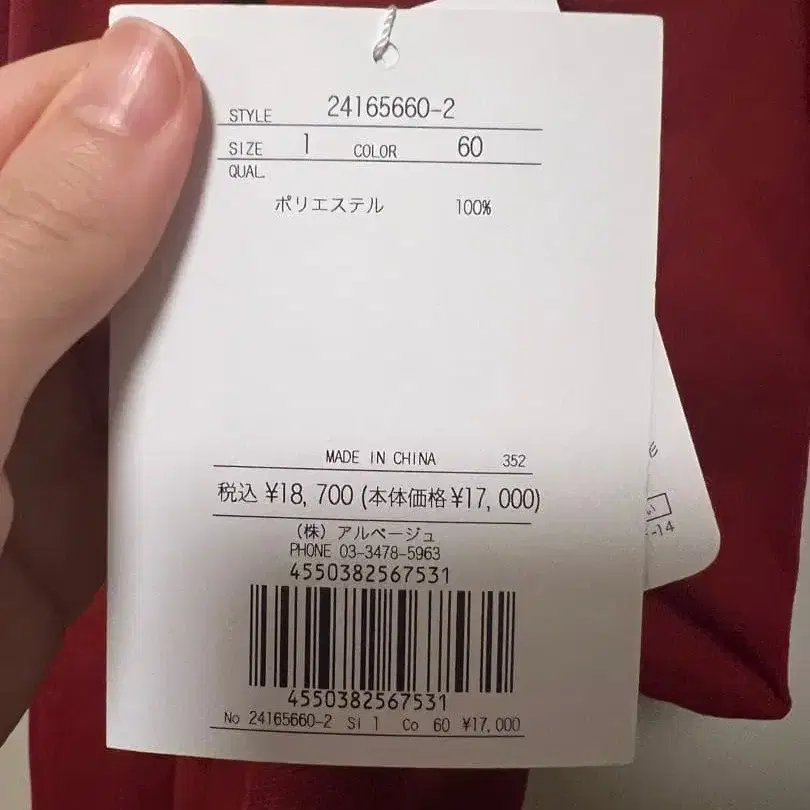 STYLE 24165660-2
SIZE 1 COLOR 60
QUAL.
ポリエステル 100%
MADE IN CHINA 352
税込 ¥18,700 (本体価格¥17,000)
(株) アルページュ
PHONE 03-3478-5963
4550382567531
4550382567531
No 24165660-2 Si 1 Co 60 ¥17,000
い
-14